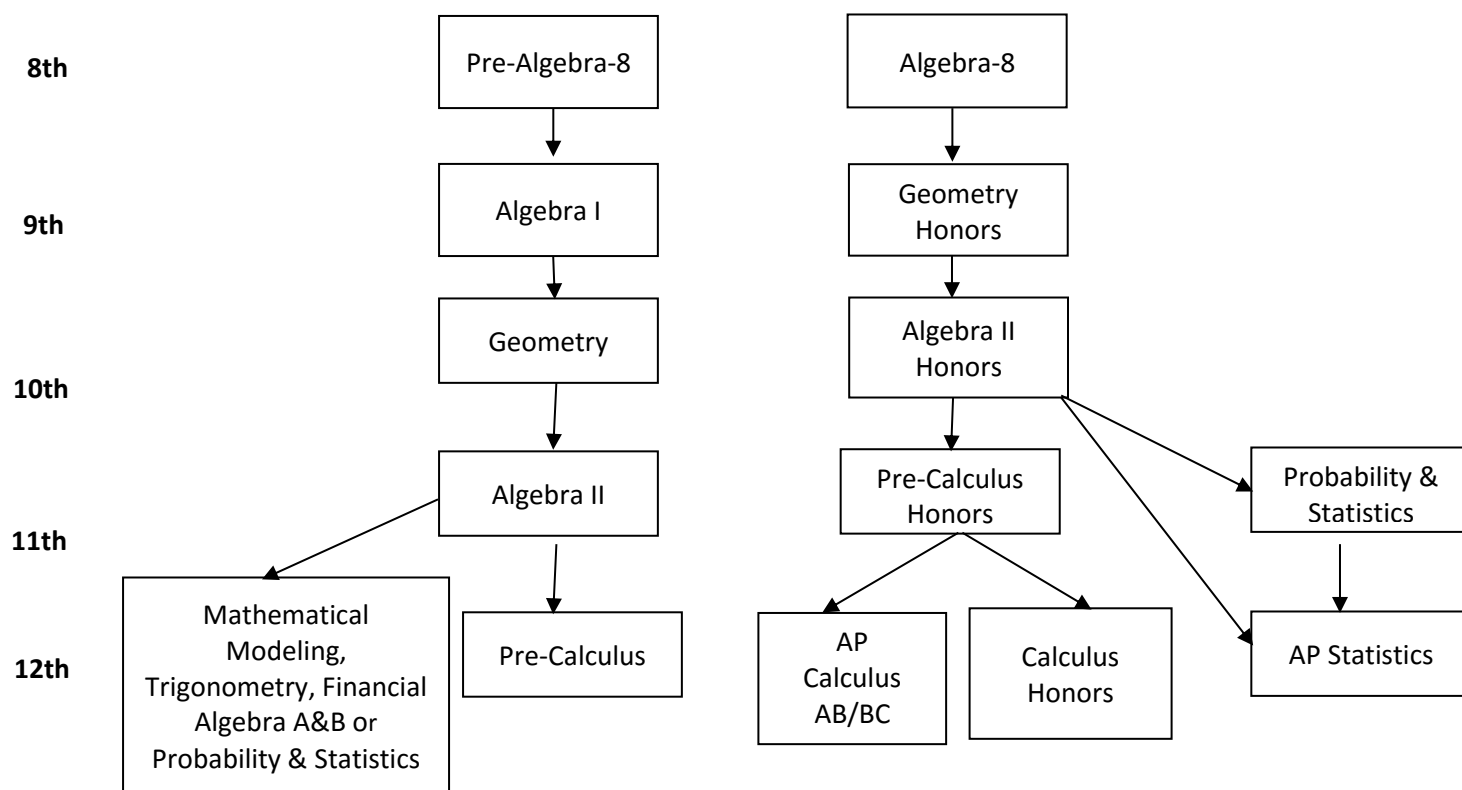 8th
Pre-Algebra-8
Algebra-8
9th
Algebra I
Geometry
Honors
Geometry
Algebra II
Honors
10th
Algebra II
Pre-Calculus
Honors
Probability &
Statistics
11th
Mathematical
Modeling,
Trigonometry, Financial
Algebra A&B or
Probability & Statistics
Pre-Calculus
AP
Calculus
AB/BC
Calculus
Honors
AP Statistics
12th